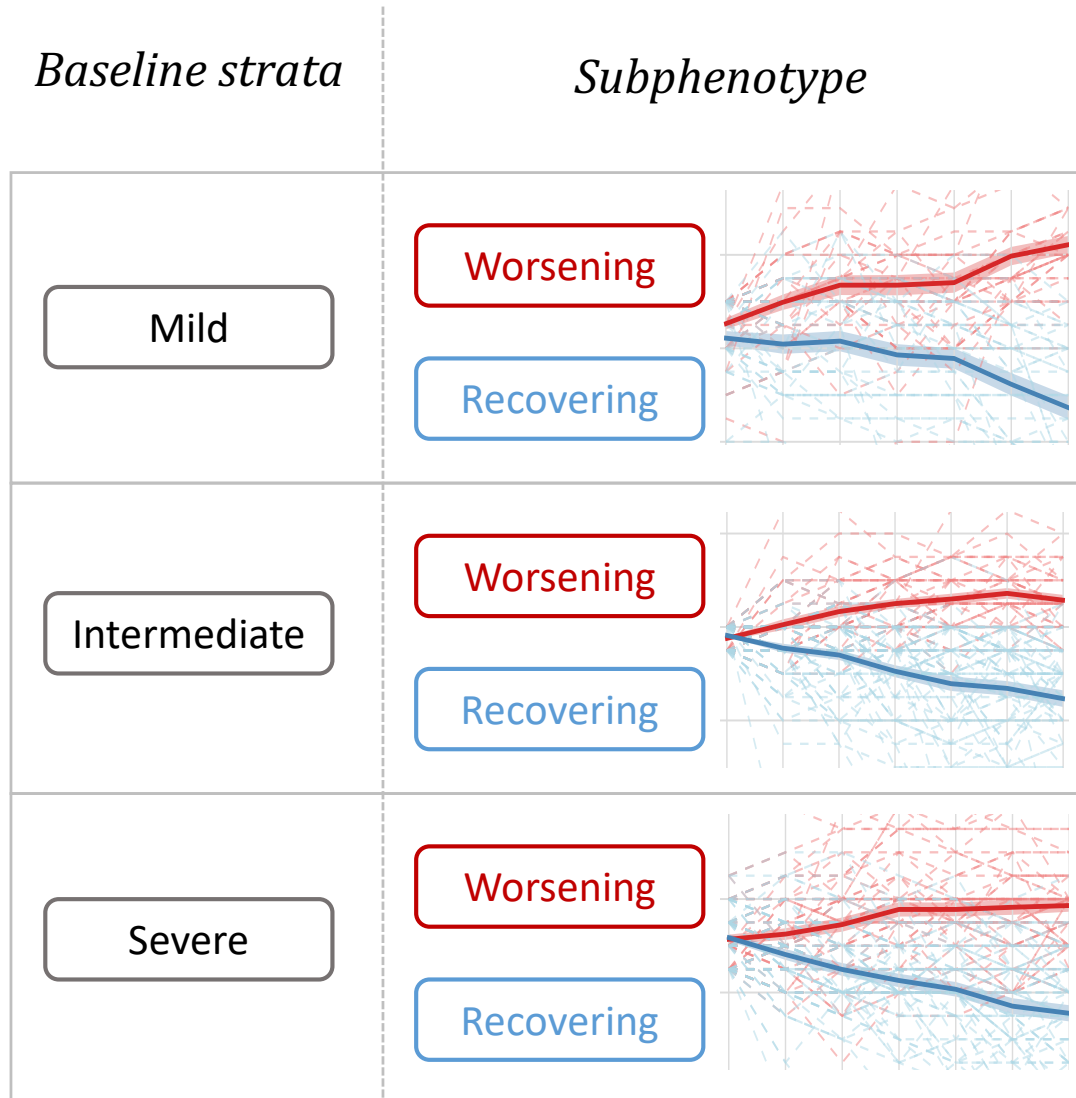 Baseline strata
Subphenotype
Mild
Worsening
Recovering
Intermediate
Worsening
Recovering
Severe
Worsening
Recovering